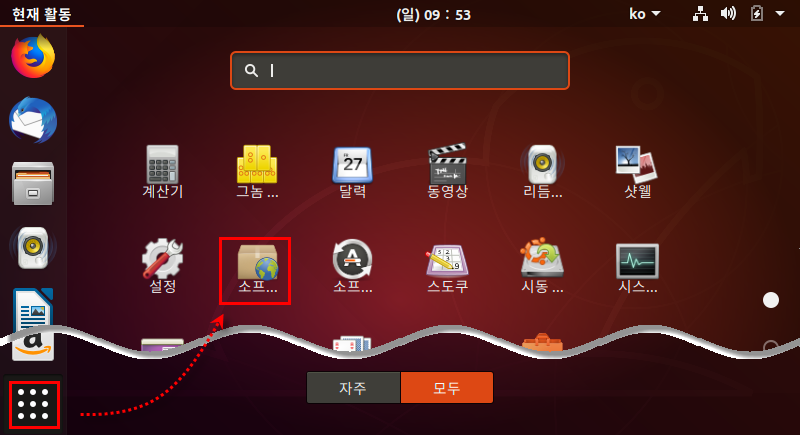 현재 활동
(일) 09 : 53
ko
27
계산기
그놈 ...
달력
동영상
리듬...
샷웰
설정
소프...
소프...
스도쿠
시동 ...
시스...
자주
모두